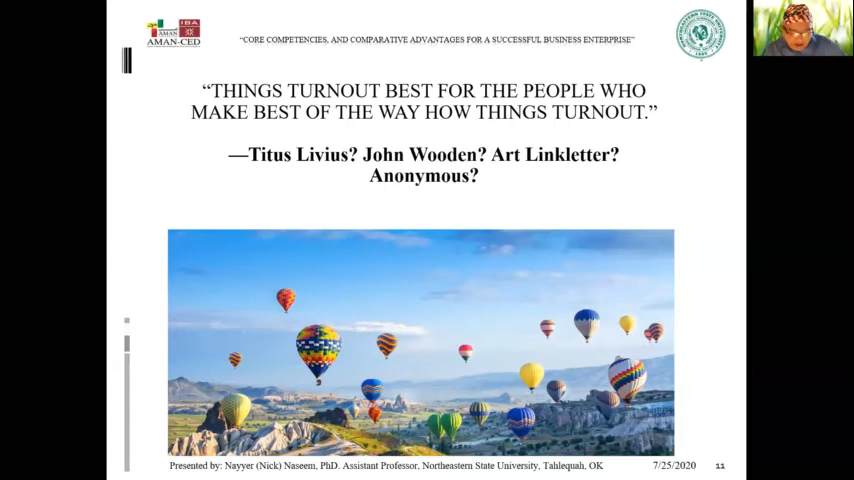 AMAN
IBA
AMAN-CED
“CORE COMPETENCIES, AND COMPARATIVE ADVANTAGES FOR A SUCCESSFUL BUSINESS ENTERPRISE”
“THINGS TURNOUT BEST FOR THE PEOPLE WHO
MAKE BEST OF THE WAY HOW THINGS TURNOUT.”
—Titus Livius? John Wooden? Art Linkletter?
Anonymous?
Presented by: Nayyer (Nick) Naseem, PhD. Assistant Professor, Northeastern State University, Tahlequah, OK
7/25/2020
11